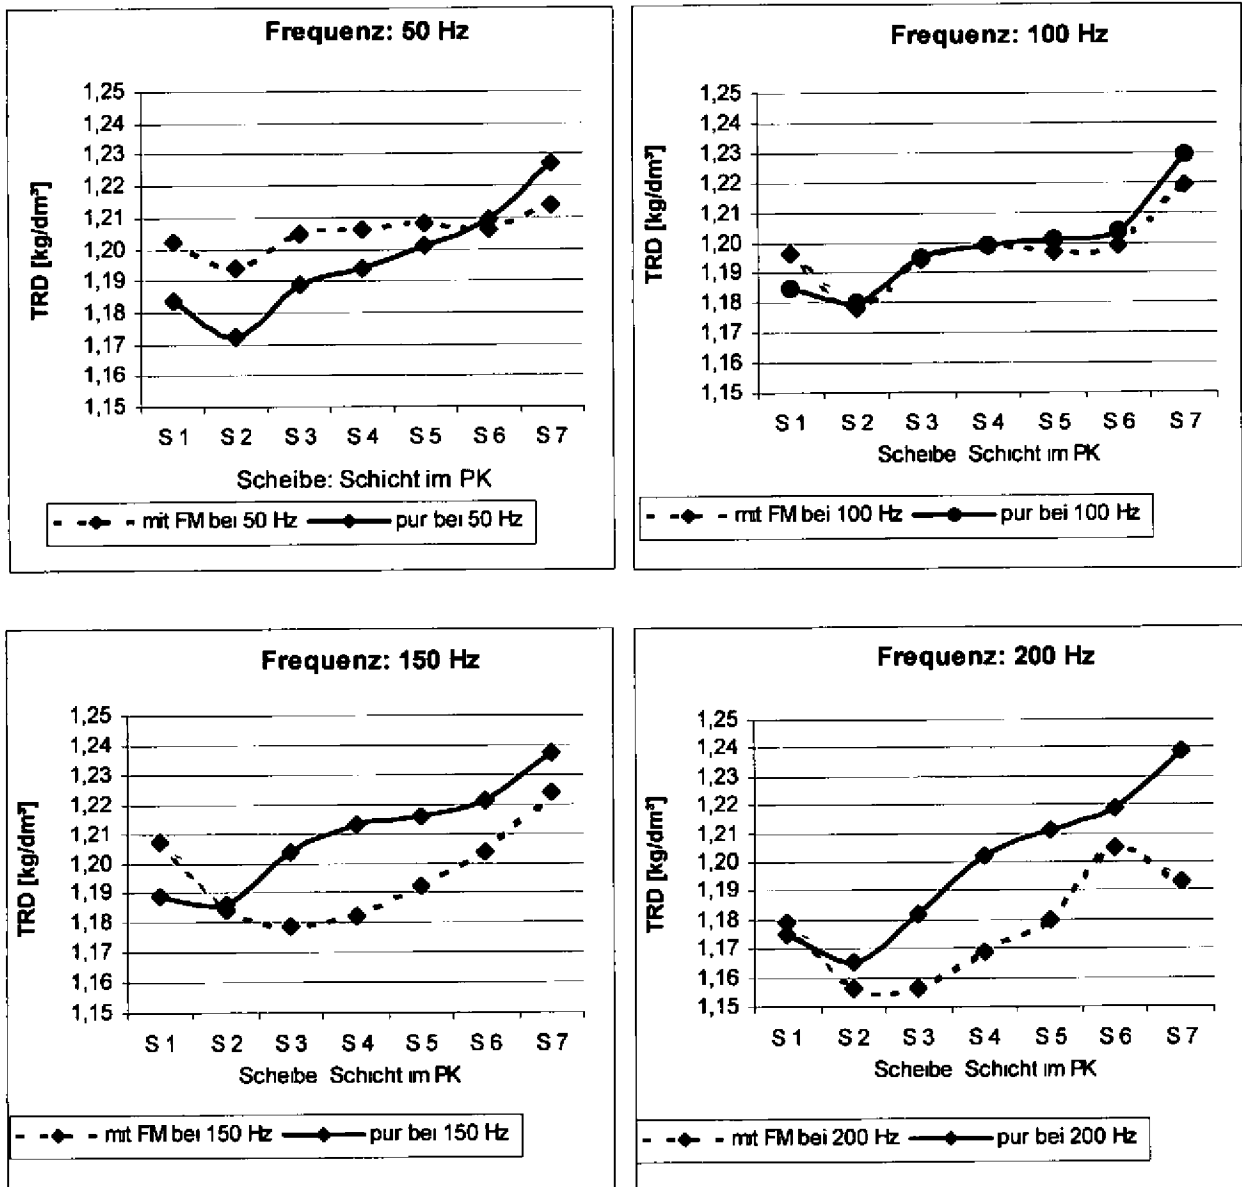 Frequenz: 50 Hz
TRD [kg/dm³]
1,25
1,24
1,23
1,22
1,21
1,20
1,19
1,18
1,17
1,16
1,15
S 1 S 2 S 3 S 4 S 5 S 6 S 7
Scheibe: Schicht im PK
mit FM bei 50 Hz pur bei 50 Hz
Frequenz: 100 Hz
TRD [kg/dm³]
1,25
1,24
1,23
1,22
1,21
1,20
1,19
1,18
1,17
1,16
1,15
S 1 S 2 S 3 S 4 S 5 S 6 S 7
Scheibe Schicht im PK
mit FM bei 100 Hz pur bei 100 Hz
Frequenz: 150 Hz
TRD [kg/dm³]
1,25
1,24
1,23
1,22
1,21
1,20
1,19
1,18
1,17
1,16
1,15
S 1 S 2 S 3 S 4 S 5 S 6 S 7
Scheibe Schicht im PK
mit FM bei 150 Hz pur bei 150 Hz
Frequenz: 200 Hz
TRD [kg/dm³]
1,25
1,24
1,23
1,22
1,21
1,20
1,19
1,18
1,17
1,16
1,15
S 1 S 2 S 3 S 4 S 5 S 6 S 7
Scheibe Schicht im PK
mit FM bei 200 Hz pur bei 200 Hz